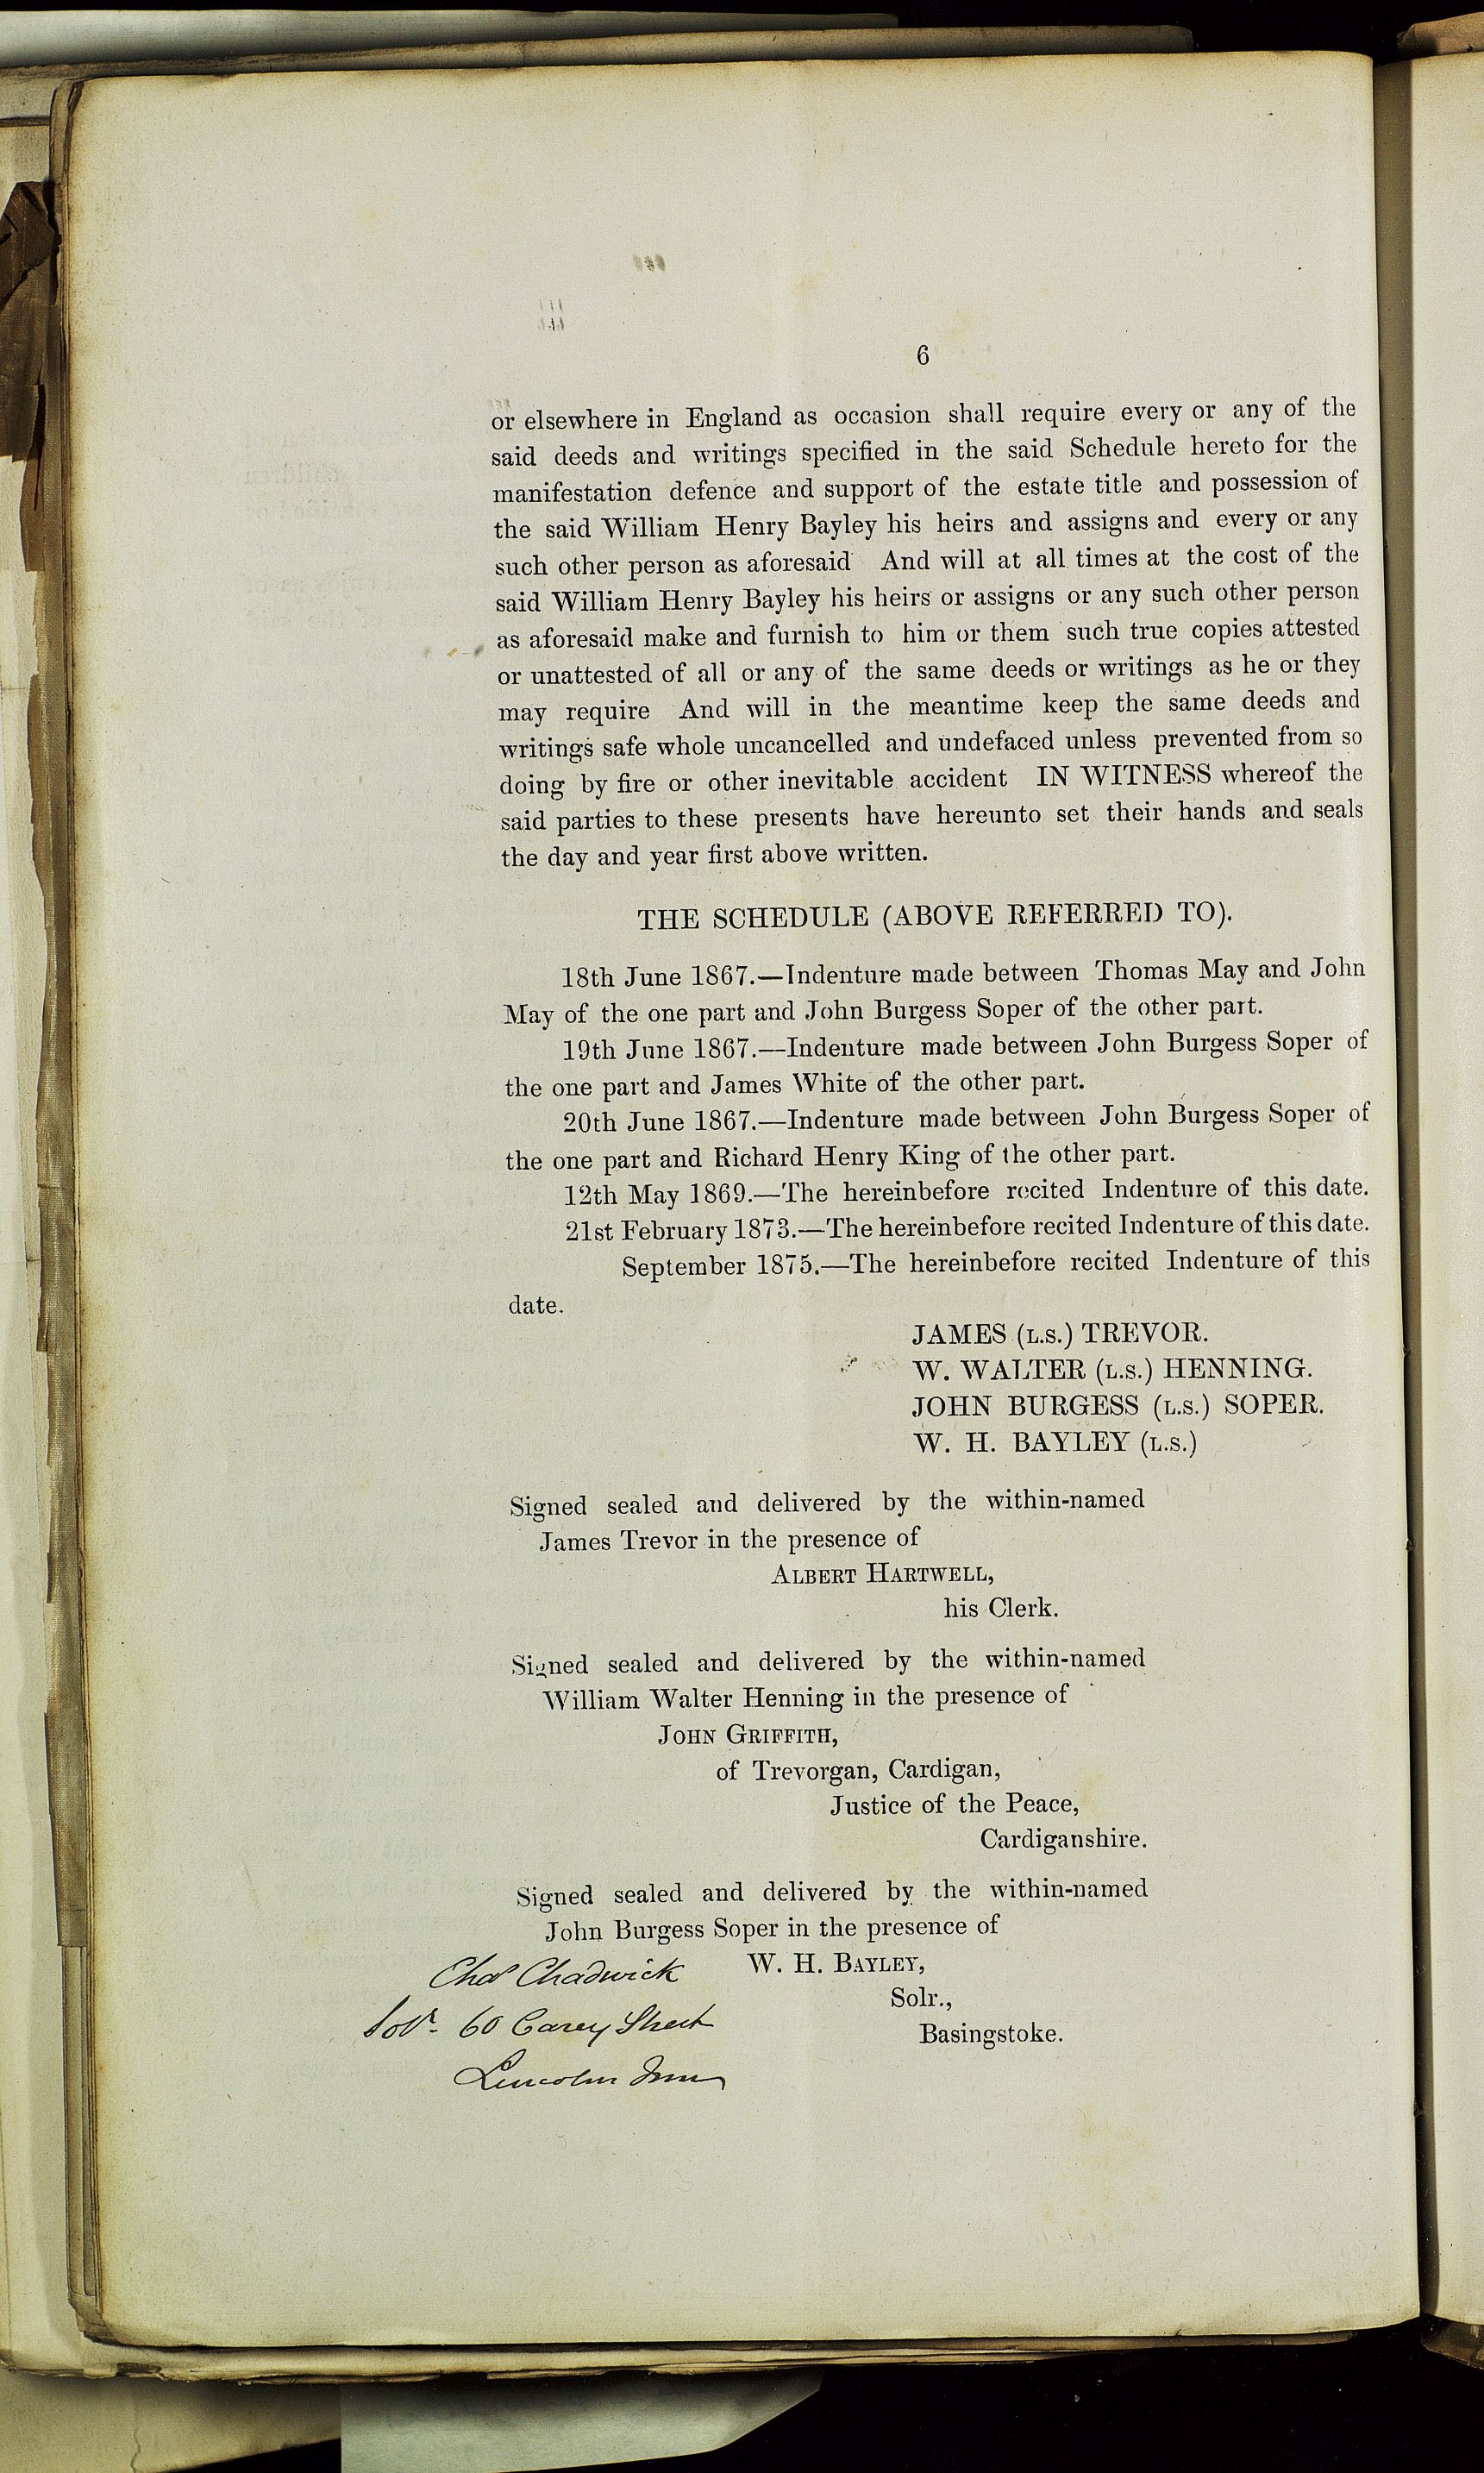 6
or elsewhere in England as occasion shall require every or any of the
said deeds and writings specified in the said Schedule hereto for the
manifestation defence and support of the estate title and possession of
the said William Henry Bayley his heirs and assigns and every or any
such other person as aforesaid And will at all times at the cost of the
said William Henry Bayley his heirs or assigns or any such other person
as aforesaid make and furnish to him or them such true copies attested
or unattested of all or any of the same deeds or writings as he or they
may require And will in the meantime keep the same deeds and
writings safe whole uncancelled and undefaced unless prevented from so
doing by fire or other inevitable accident IN WITNESS whereof the
said parties to these presents have hereunto set their hands and seals
the day and year first above written.
THE SCHEDULE (ABOVE REFERRED TO).
18th June 1867.—Indenture made between Thomas May and John
May of the one part and John Burgess Soper of the other part.
19th June 1867.—Indenture made between John Burgess Soper of
the one part and James White of the other part.
20th June 1867.—Indenture made between John Burgess Soper of
the one part and Richard Henry King of the other part.
12th May 1869.—The hereinbefore recited Indenture of this date.
21st February 1873.—The hereinbefore recited Indenture of this date.
September 1875.—The hereinbefore recited Indenture of this
date.
JAMES (L.S.) TREVOR.
W. WALTER (L.S.) HENNING.
JOHN BURGESS (L.S.) SOPER.
W. H. BAYLEY (L.S.)
Signed sealed and delivered by the within-named
James Trevor in the presence of
ALBERT HARTWELL,
his Clerk.
Signed sealed and delivered by the within-named
William Walter Henning in the presence of
JOHN GRIFFITH,
of Trevorgan, Cardigan,
Justice of the Peace,
Cardiganshire.
Signed sealed and delivered by the within-named
John Burgess Soper in the presence of
W. H. BAYLEY,
Solr.,
Basingstoke.
Chas Chadwick
Solr. 60 Carey Street
Lincolns Inn